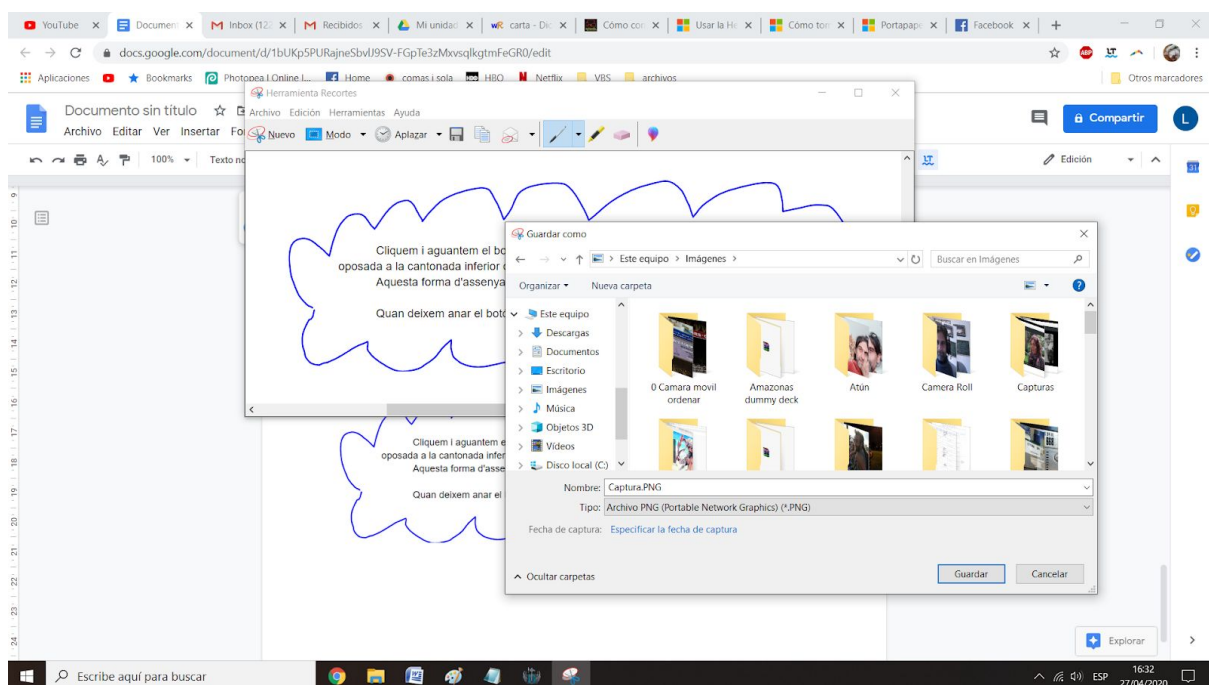 YouTube
Documen
Inbox (12
Recibidos
Mi unidad
carta - Dic
Cómo con
Usar la He
Cómo tom
Portapape
Facebook
docs.google.com/document/d/1bUKp5PURajneSbvlJ9SV-FGpTe3zMxvsqlkgtmFeGR0/edit
Aplicaciones
Bookmarks
Photopea | Online I...
Home
comas i sola
HBO
Netflix
VBS
archivos
Otros marcadores
Documento sin título
Archivo Editar Ver Insertar Fo
Compartir
L
100%
Texto no
Edición
Herramienta Recortes
Archivo Edición Herramientas Ayuda
Nuevo Modo Aplazar
Cliquem i aguantem el bo
oposada a la cantonada inferior
Aquesta forma d'assenya
Quan deixem anar el boto
Cliquem i aguantem e
oposada a la cantonada infer
Aquesta forma d'asse
Quan deixem anar el
Guardar como
Este equipo > Imágenes >
Buscar en Imágenes
Organizar
Nueva carpeta
Este equipo
Descargas
Documentos
Escritorio
Imágenes
Música
Objetos 3D
Vídeos
Disco local (C:)
0 Camara movil
ordenar
Amazonas
dummy deck
Atún
Camera Roll
Capturas
Nombre: Captura.PNG
Tipo: Archivo PNG (Portable Network Graphics) (*.PNG)
Fecha de captura: Especificar la fecha de captura
Ocultar carpetas
Guardar
Cancelar
Explorar
Escribe aquí para buscar
ESP
16:32
27/04/2020